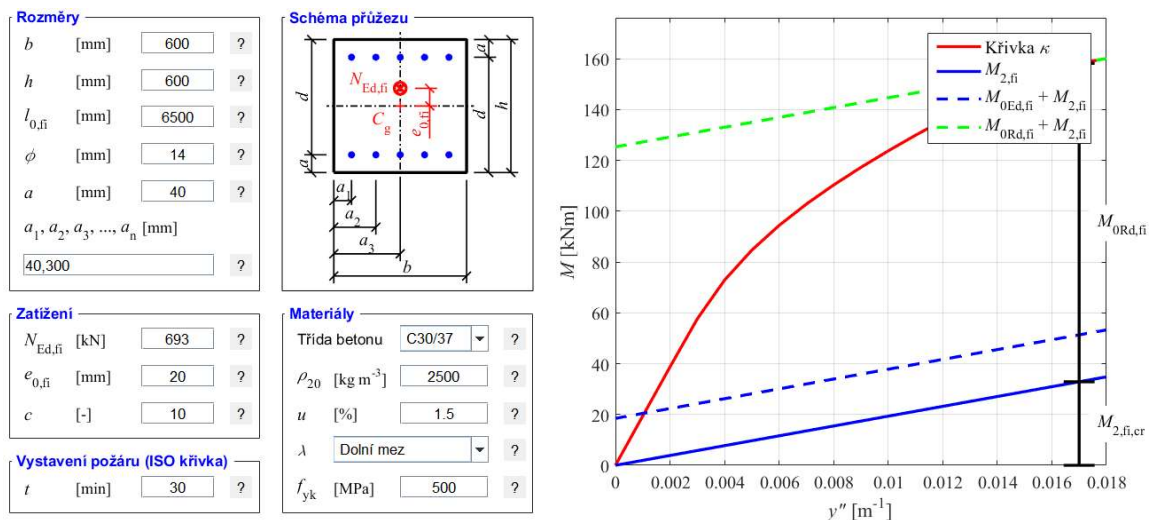 Rozměry
b [mm] 600 ?
h [mm] 600 ?
l0,fi [mm] 6500 ?
ϕ [mm] 14 ?
a [mm] 40 ?
a1, a2, a3, ..., an [mm]
40,300 ?
Zatížení
NEd,fi [kN] 693 ?
e0,fi [mm] 20 ?
c [-] 10 ?
Vystavení požáru (ISO křivka)
t [min] 30 ?
Schéma přůžezu
a
d
NEd,fi
Cg
e0,fi
d
h
a
a1
a2
a3
b
Materiály
Třída betonu C30/37 ?
ρ20 [kg m-3] 2500 ?
u [%] 1.5 ?
λ Dolní mez ?
fyk [MPa] 500 ?
Křivka κ
M2,fi
M0Ed,fi + M2,fi
M0Rd,fi + M2,fi
M [kNm]
160
140
120
100
80
60
40
20
0
M0Rd,fi
M2,fi,cr
0 0.002 0.004 0.006 0.008 0.01 0.012 0.014 0.016 0.018
y″ [m-1]